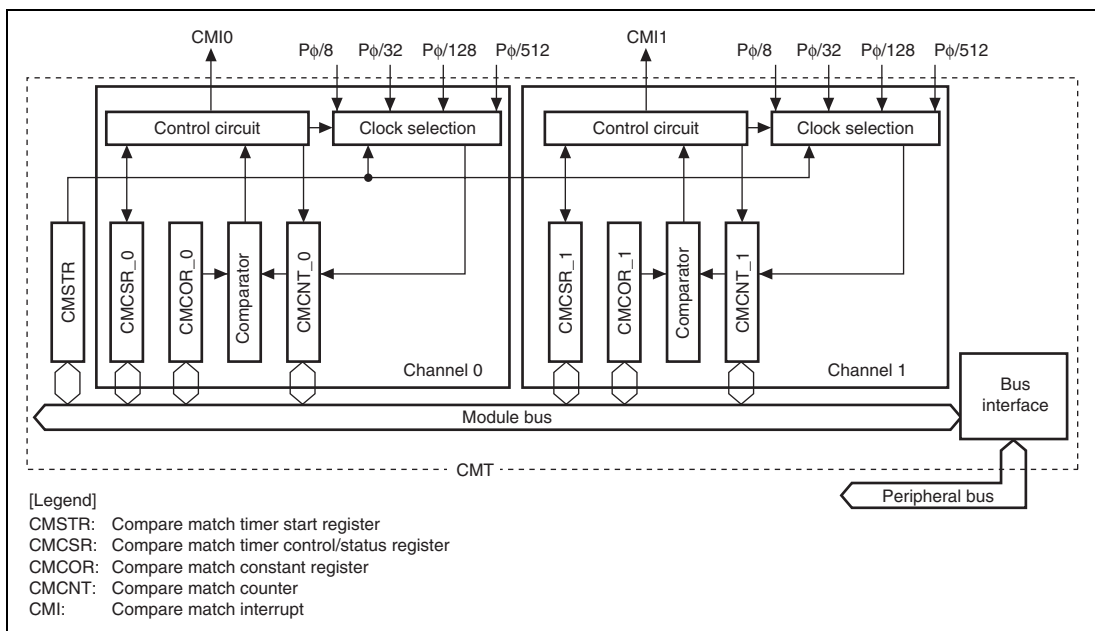 CMI0 Pϕ/8 Pϕ/32 Pϕ/128 Pϕ/512 CMI1 Pϕ/8 Pϕ/32 Pϕ/128 Pϕ/512
Control circuit Clock selection Control circuit Clock selection
CMSTR
CMCSR_0
CMCOR_0
Comparator
CMCNT_0
CMCSR_1
CMCOR_1
Comparator
CMCNT_1
Channel 0 Channel 1
Bus
interface
Module bus
CMT
Peripheral bus
[Legend]
CMSTR: Compare match timer start register
CMCSR: Compare match timer control/status register
CMCOR: Compare match constant register
CMCNT: Compare match counter
CMI: Compare match interrupt